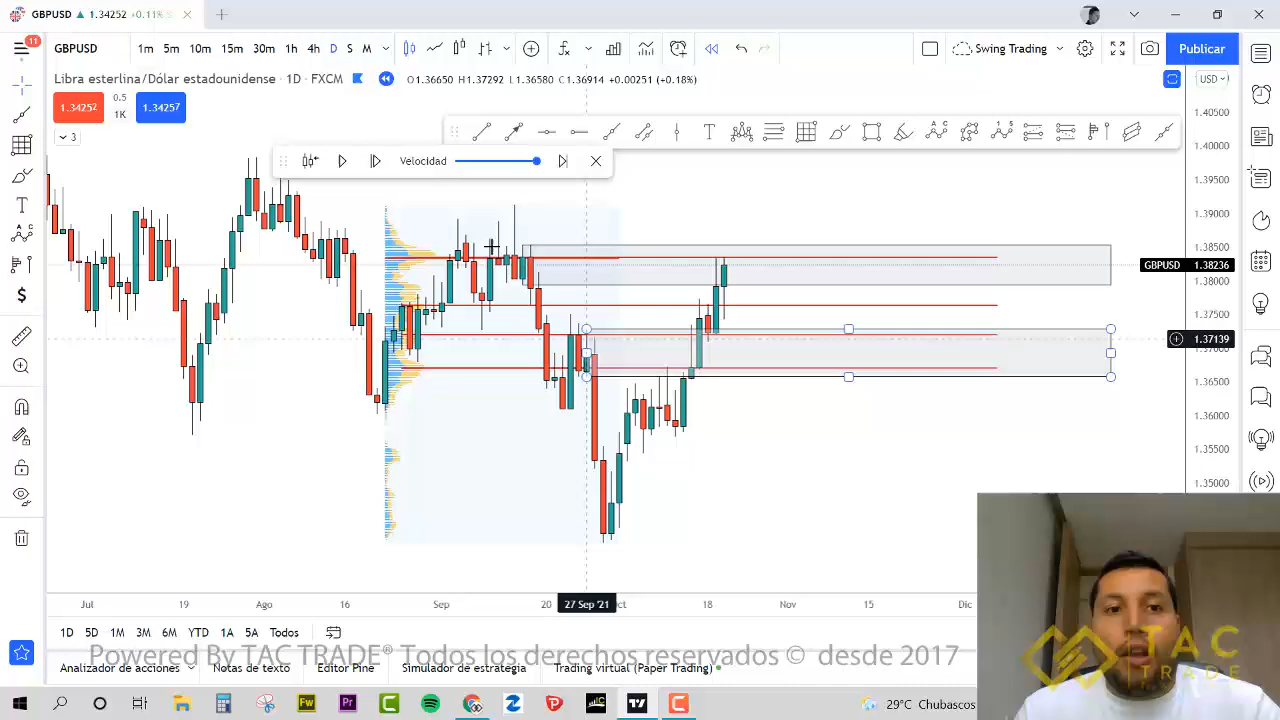 GBPUSD ▲ 1.34252 +0.11%
11
GBPUSD 1m 5m 10m 15m 30m 1h 4h D S M Swing Trading Publicar
Libra esterlina/Dólar estadounidense · 1D · FXCM O1.36650 H1.37292 L1.36580 C1.36914 +0.00251 (+0.18%) USD
1.34252 0.5 1K 1.34257
3
Velocidad
1.40500
1.40000
1.39500
1.39000
1.38500
GBPUSD 1.38236
1.38000
1.37500
1.37139
1.37000
1.36500
1.36000
1.35500
1.35000
Jul 19 Ago 16 Sep 20 27 Sep '21 18 Nov 15 Dic
1D 5D 1M 3M 6M YTD 1A 5A Todos
Powered By TAC TRADE® Todos los derechos reservados © desde 2017
Analizador de acciones Notas de texto Editor Pine Simulador de estrategia Trading virtual (Paper Trading)
TAC
TRADE
29°C Chubascos